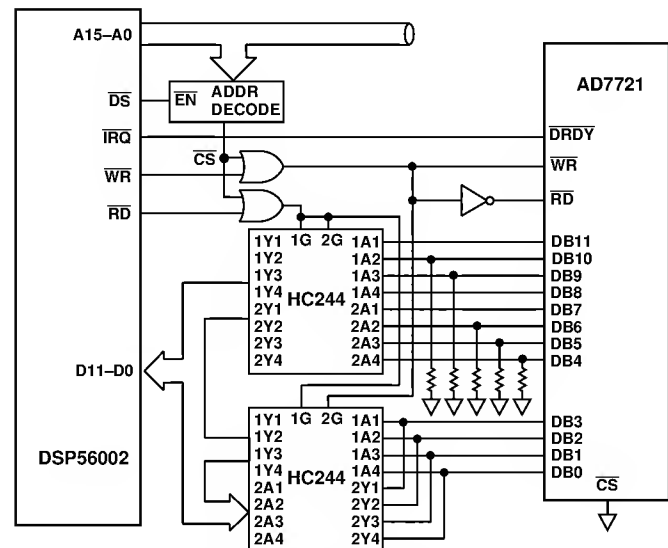 A15–A0
AD7721
DS
EN ADDR DECODE
IRQ
DRDY
CS
WR
WR
RD
RD
1G 2G
1Y1 1A1 DB11
1Y2 1A2 DB10
1Y3 1A3 DB9
1Y4 HC244 1A4 DB8
2Y1 2A1 DB7
2Y2 2A2 DB6
2Y3 2A3 DB5
2Y4 2A4 DB4
D11–D0
1G 2G
1Y1 1A1 DB3
1Y2 1A2 DB2
1Y3 1A3 DB1
1Y4 HC244 1A4 DB0
2A1 2Y1
2A2 2Y2
2A3 2Y3
2A4 2Y4
DSP56002
CS